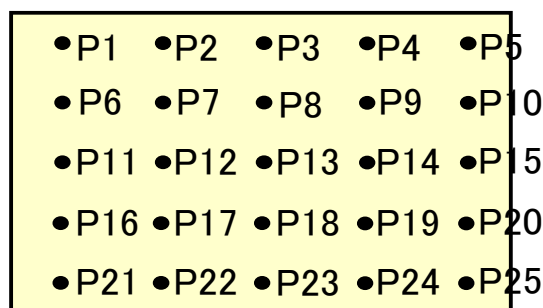 •P1 •P2 •P3 •P4 •P5
•P6 •P7 •P8 •P9 •P10
•P11 •P12 •P13 •P14 •P15
•P16 •P17 •P18 •P19 •P20
•P21 •P22 •P23 •P24 •P25